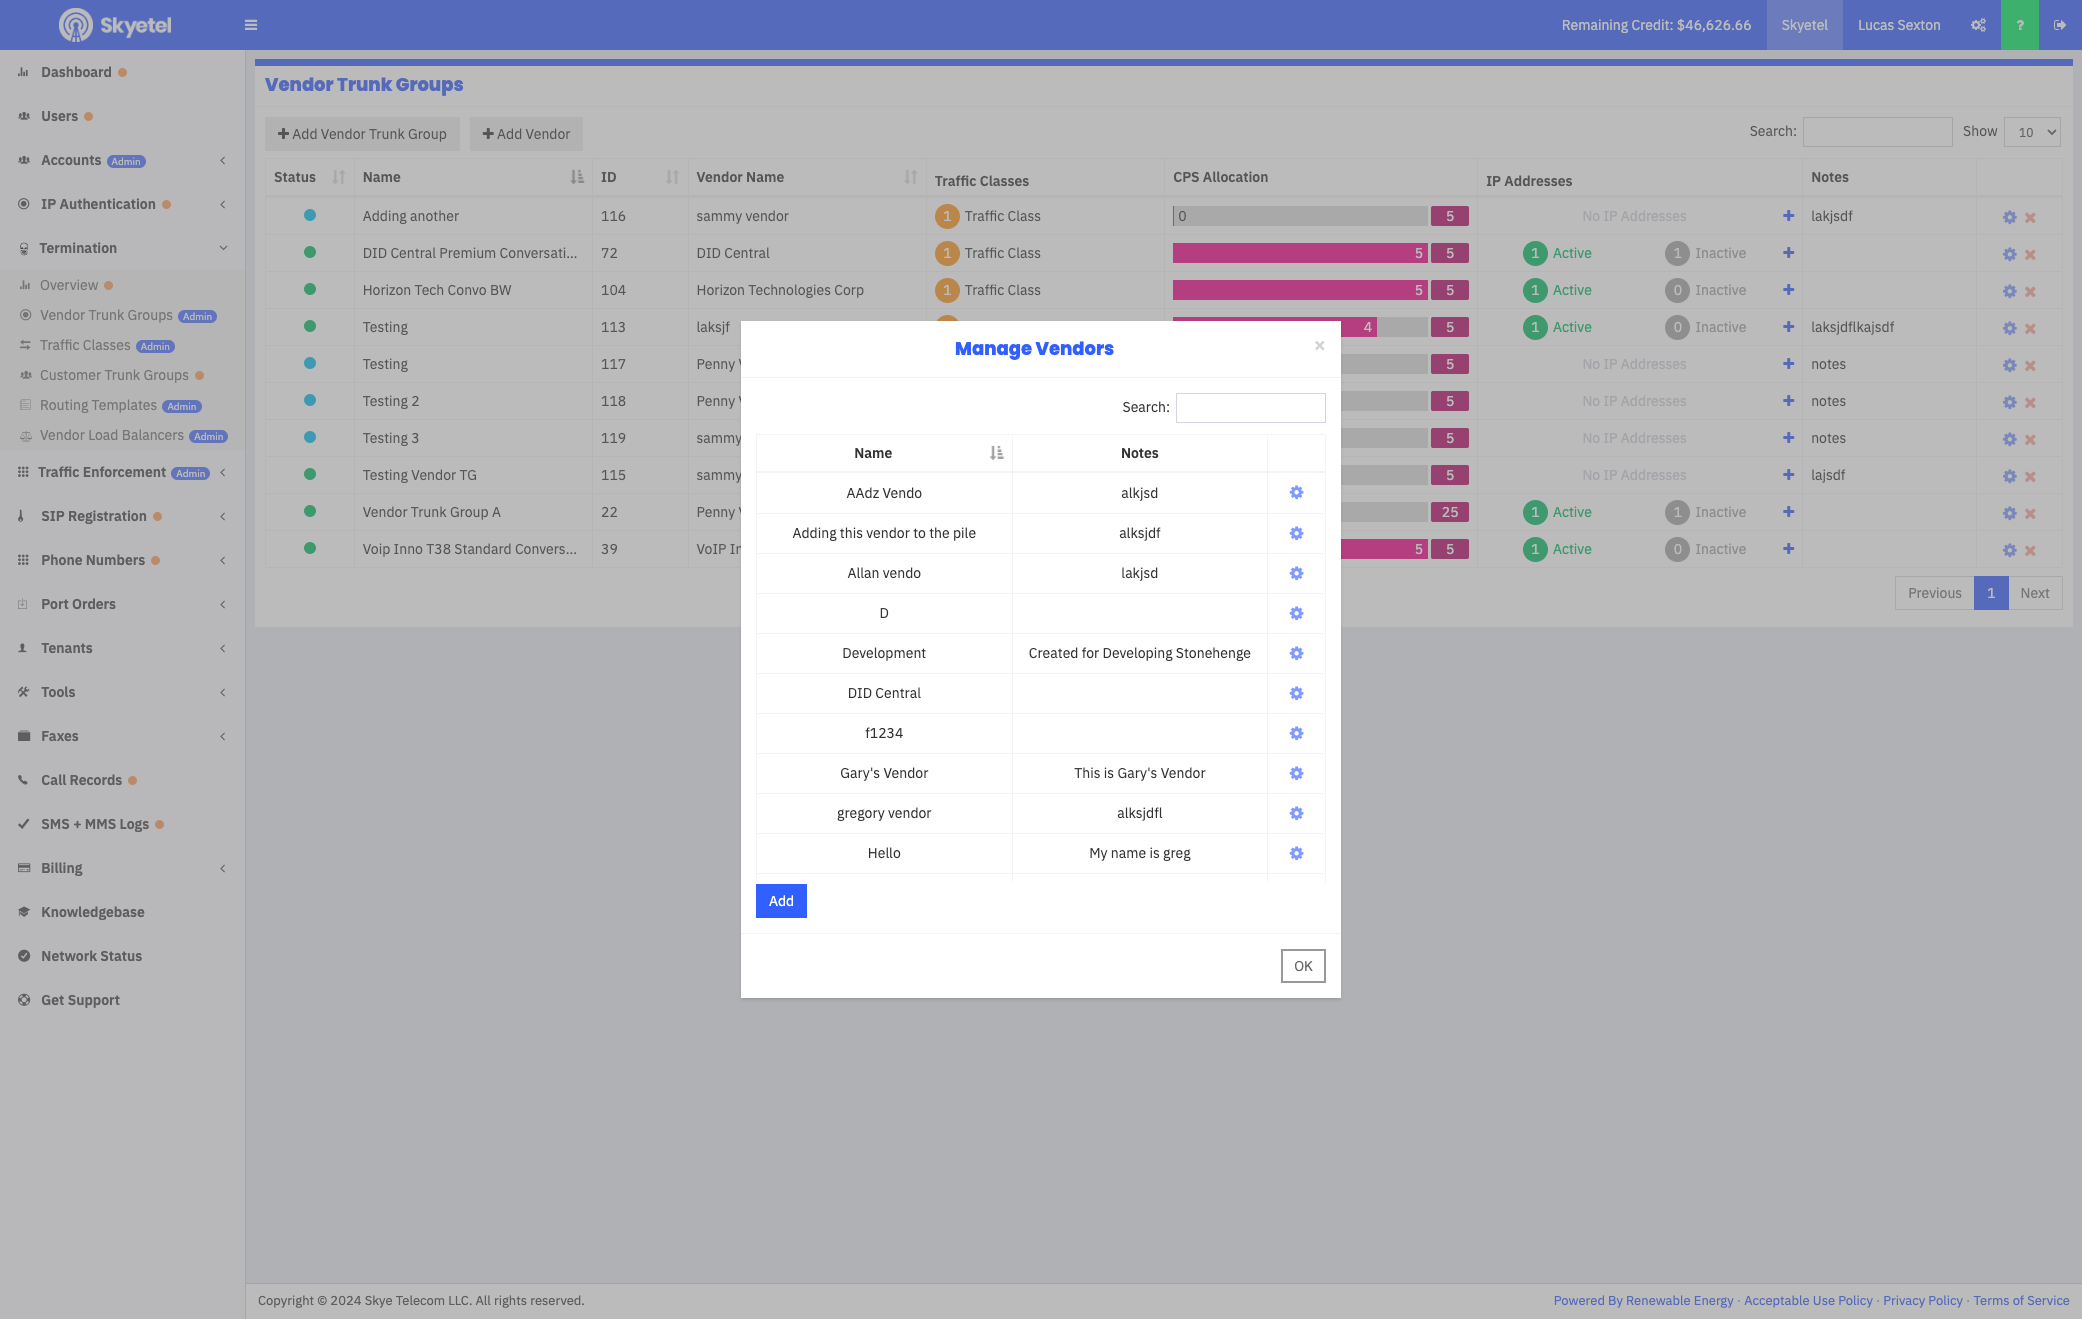 Skyetel
Remaining Credit: $46,626.66 Skyetel Lucas Sexton ?
Dashboard
Users
Accounts Admin
IP Authentication
Termination
Overview
Vendor Trunk Groups Admin
Traffic Classes Admin
Customer Trunk Groups
Routing Templates Admin
Vendor Load Balancers Admin
Traffic Enforcement Admin
SIP Registration
Phone Numbers
Port Orders
Tenants
Tools
Faxes
Call Records
SMS + MMS Logs
Billing
Knowledgebase
Network Status
Get Support
Vendor Trunk Groups
Add Vendor Trunk Group Add Vendor Search: Show 10
Status Name ID Vendor Name Traffic Classes CPS Allocation IP Addresses Notes
Adding another 116 sammy vendor 1 Traffic Class 0 5 No IP Addresses lakjsdf
DID Central Premium Conversati... 72 DID Central 1 Traffic Class 5 5 1 Active 1 Inactive
Horizon Tech Convo BW 104 Horizon Technologies Corp 1 Traffic Class 5 5 1 Active 0 Inactive
Testing 113 laksjf 4 5 1 Active 0 Inactive laksjdflkajsdf
Testing 117 Penny 5 No IP Addresses notes
Testing 2 118 Penny 5 No IP Addresses notes
Testing 3 119 sammy 5 No IP Addresses notes
Testing Vendor TG 115 sammy 5 No IP Addresses lajsdf
Vendor Trunk Group A 22 Penny 25 1 Active 1 Inactive
Voip Inno T38 Standard Convers... 39 VoIP In 5 5 1 Active 0 Inactive
Previous 1 Next
Manage Vendors ×
Search:
Name Notes
AAdz Vendo alkjsd
Adding this vendor to the pile alksjdf
Allan vendo lakjsd
D
Development Created for Developing Stonehenge
DID Central
f1234
Gary's Vendor This is Gary's Vendor
gregory vendor alksjdfl
Hello My name is greg
Add
OK
Copyright © 2024 Skye Telecom LLC. All rights reserved. Powered By Renewable Energy · Acceptable Use Policy · Privacy Policy · Terms of Service